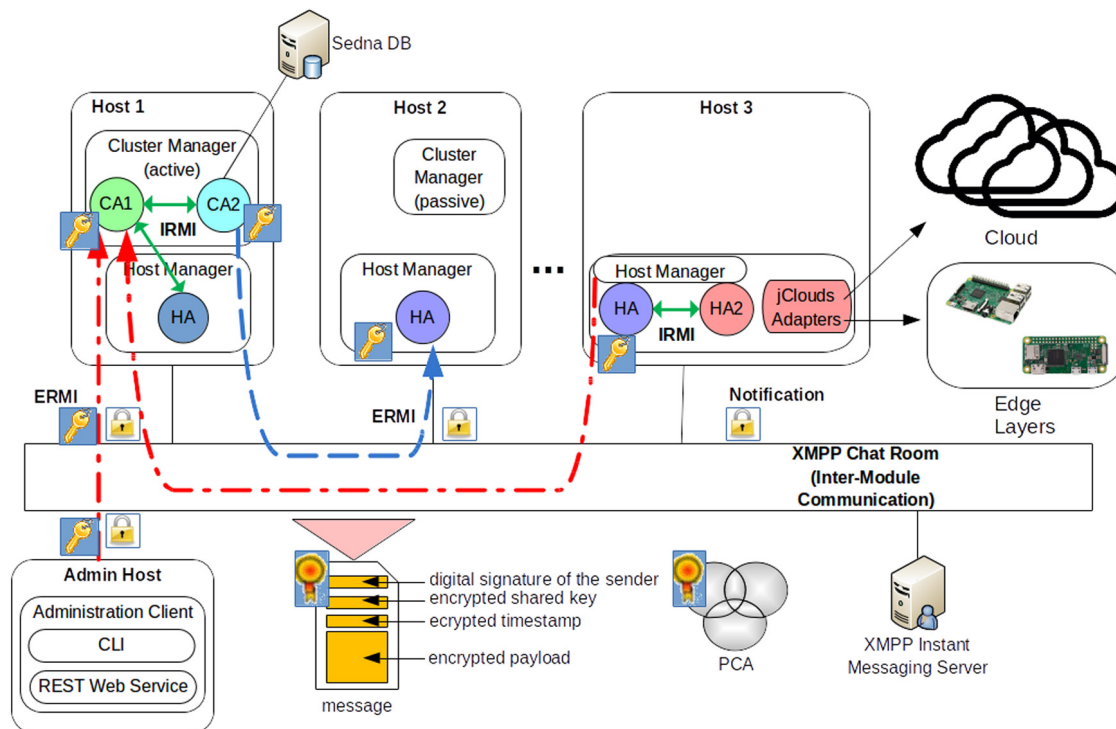 Sedna DB
Host 1
Host 2
Host 3
Cluster Manager
(active)
CA1
CA2
IRMI
Cluster
Manager
(passive)
Host Manager
HA
Host Manager
HA
...
Host Manager
HA
HA2
IRMI
jClouds
Adapters
Cloud
Edge
Layers
ERMI
ERMI
Notification
XMPP Chat Room
(Inter-Module
Communication)
Admin Host
Administration Client
CLI
REST Web Service
digital signature of the sender
encrypted shared key
ecrypted timestamp
encrypted payload
message
PCA
XMPP Instant
Messaging Server